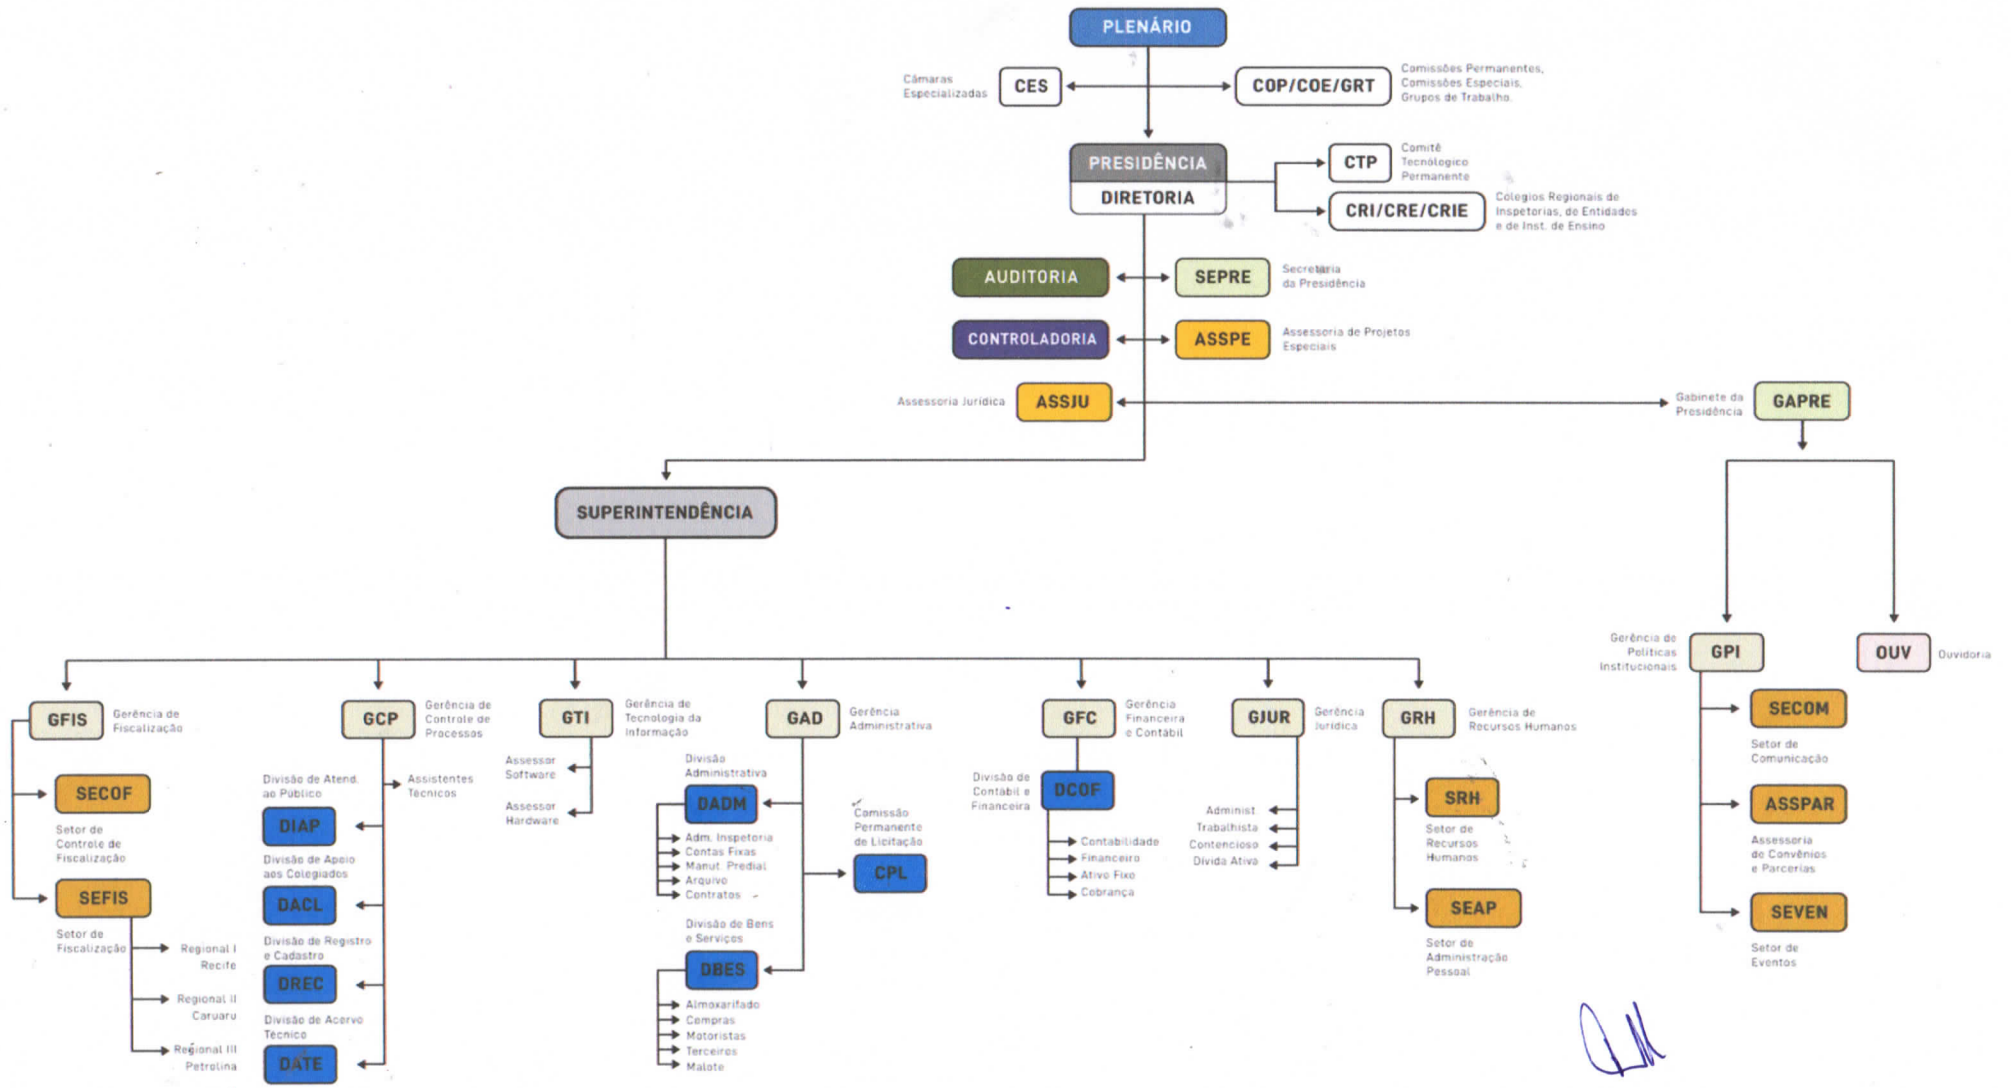 PLENÁRIO
Câmaras
Especializadas
CES
COP/COE/GRT
Comissões Permanentes,
Comissões Especiais,
Grupos de Trabalho.
PRESIDÊNCIA
DIRETORIA
CTP
Comitê
Tecnólogico
Permanente
CRI/CRE/CRIE
Colegios Regionais de
Inspetorias, de Entidades
e de Inst. de Ensino
AUDITORIA
SEPRE
Secretaria
da Presidência
CONTROLADORIA
ASSPE
Assessoria de Projetos
Especiais
Assessoria Jurídica
ASSJU
Gabinete da
Presidência
GAPRE
SUPERINTENDÊNCIA
GFIS
Gerência de
Fiscalização
SECOF
Setor de
Controle de
Fiscalização
SEFIS
Setor de
Fiscalização
Regional I
Recife
Regional II
Caruaru
Regional III
Petrolina
GCP
Gerência de
Controle de
Processos
Assistentes
Técnicos
Divisão de Atend.
ao Público
DIAP
Divisão de Apoio
aos Colegiados
DACL
Divisão de Registro
e Cadastro
DREC
Divisão de Acervo
Técnico
DATE
GTI
Gerência de
Tecnologia da
Informação
Assessor
Software
Assessor
Hardware
GAD
Gerência
Administrativa
Divisão
Administrativa
DADM
Adm. Inspetoria
Contas Fixas
Manut. Predial
Arquivo
Contratos
Comissão
Permanente
de Licitação
CPL
Divisão de Bens
e Serviços
DBES
Almoxarifado
Compras
Motoristas
Terceiros
Malote
GFC
Gerência
Financeira
e Contábil
Divisão de
Contábil e
Financeira
DCOF
Contabilidade
Financeiro
Ativo Fixo
Cobrança
GJUR
Gerência
Jurídica
Administ.
Trabalhista
Contencioso
Dívida Ativa
GRH
Gerência de
Recursos Humanos
SRH
Setor de
Recursos
Humanos
SEAP
Setor de
Administração
Pessoal
Gerência de
Políticas
Institucionais
GPI
OUV
Ouvidoria
SECOM
Setor de
Comunicação
ASSPAR
Assessoria
de Convênios
e Parcerias
SEVEN
Setor de
Eventos